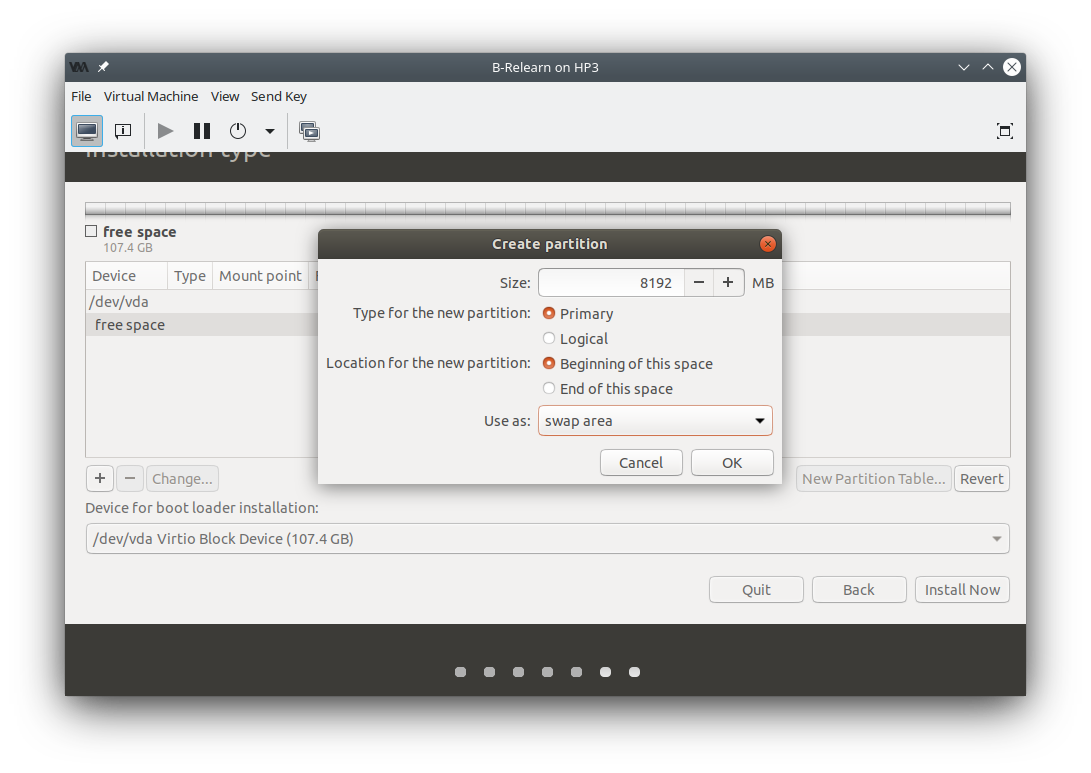 B-Relearn on HP3
File Virtual Machine View Send Key
Installation type
free space
107.4 GB
Device Type Mount point
/dev/vda
free space
Create partition
Size: 8192 − + MB
Type for the new partition: Primary
Logical
Location for the new partition: Beginning of this space
End of this space
Use as: swap area
Cancel OK
+ − Change... New Partition Table... Revert
Device for boot loader installation:
/dev/vda Virtio Block Device (107.4 GB)
Quit Back Install Now